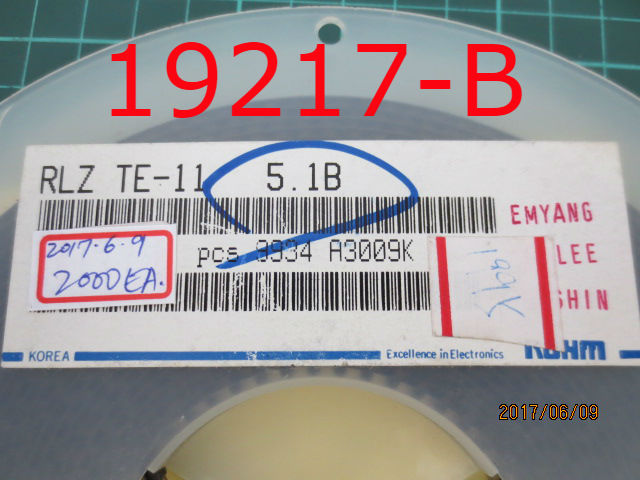 19217-B
RLZ TE-11 5.1B
EMYANG
2017-6-9
2000EA.
pcs 9934 A3009K
LEE
SHIN
KOREA
Excellence in Electronics
ROHM
2017/06/09